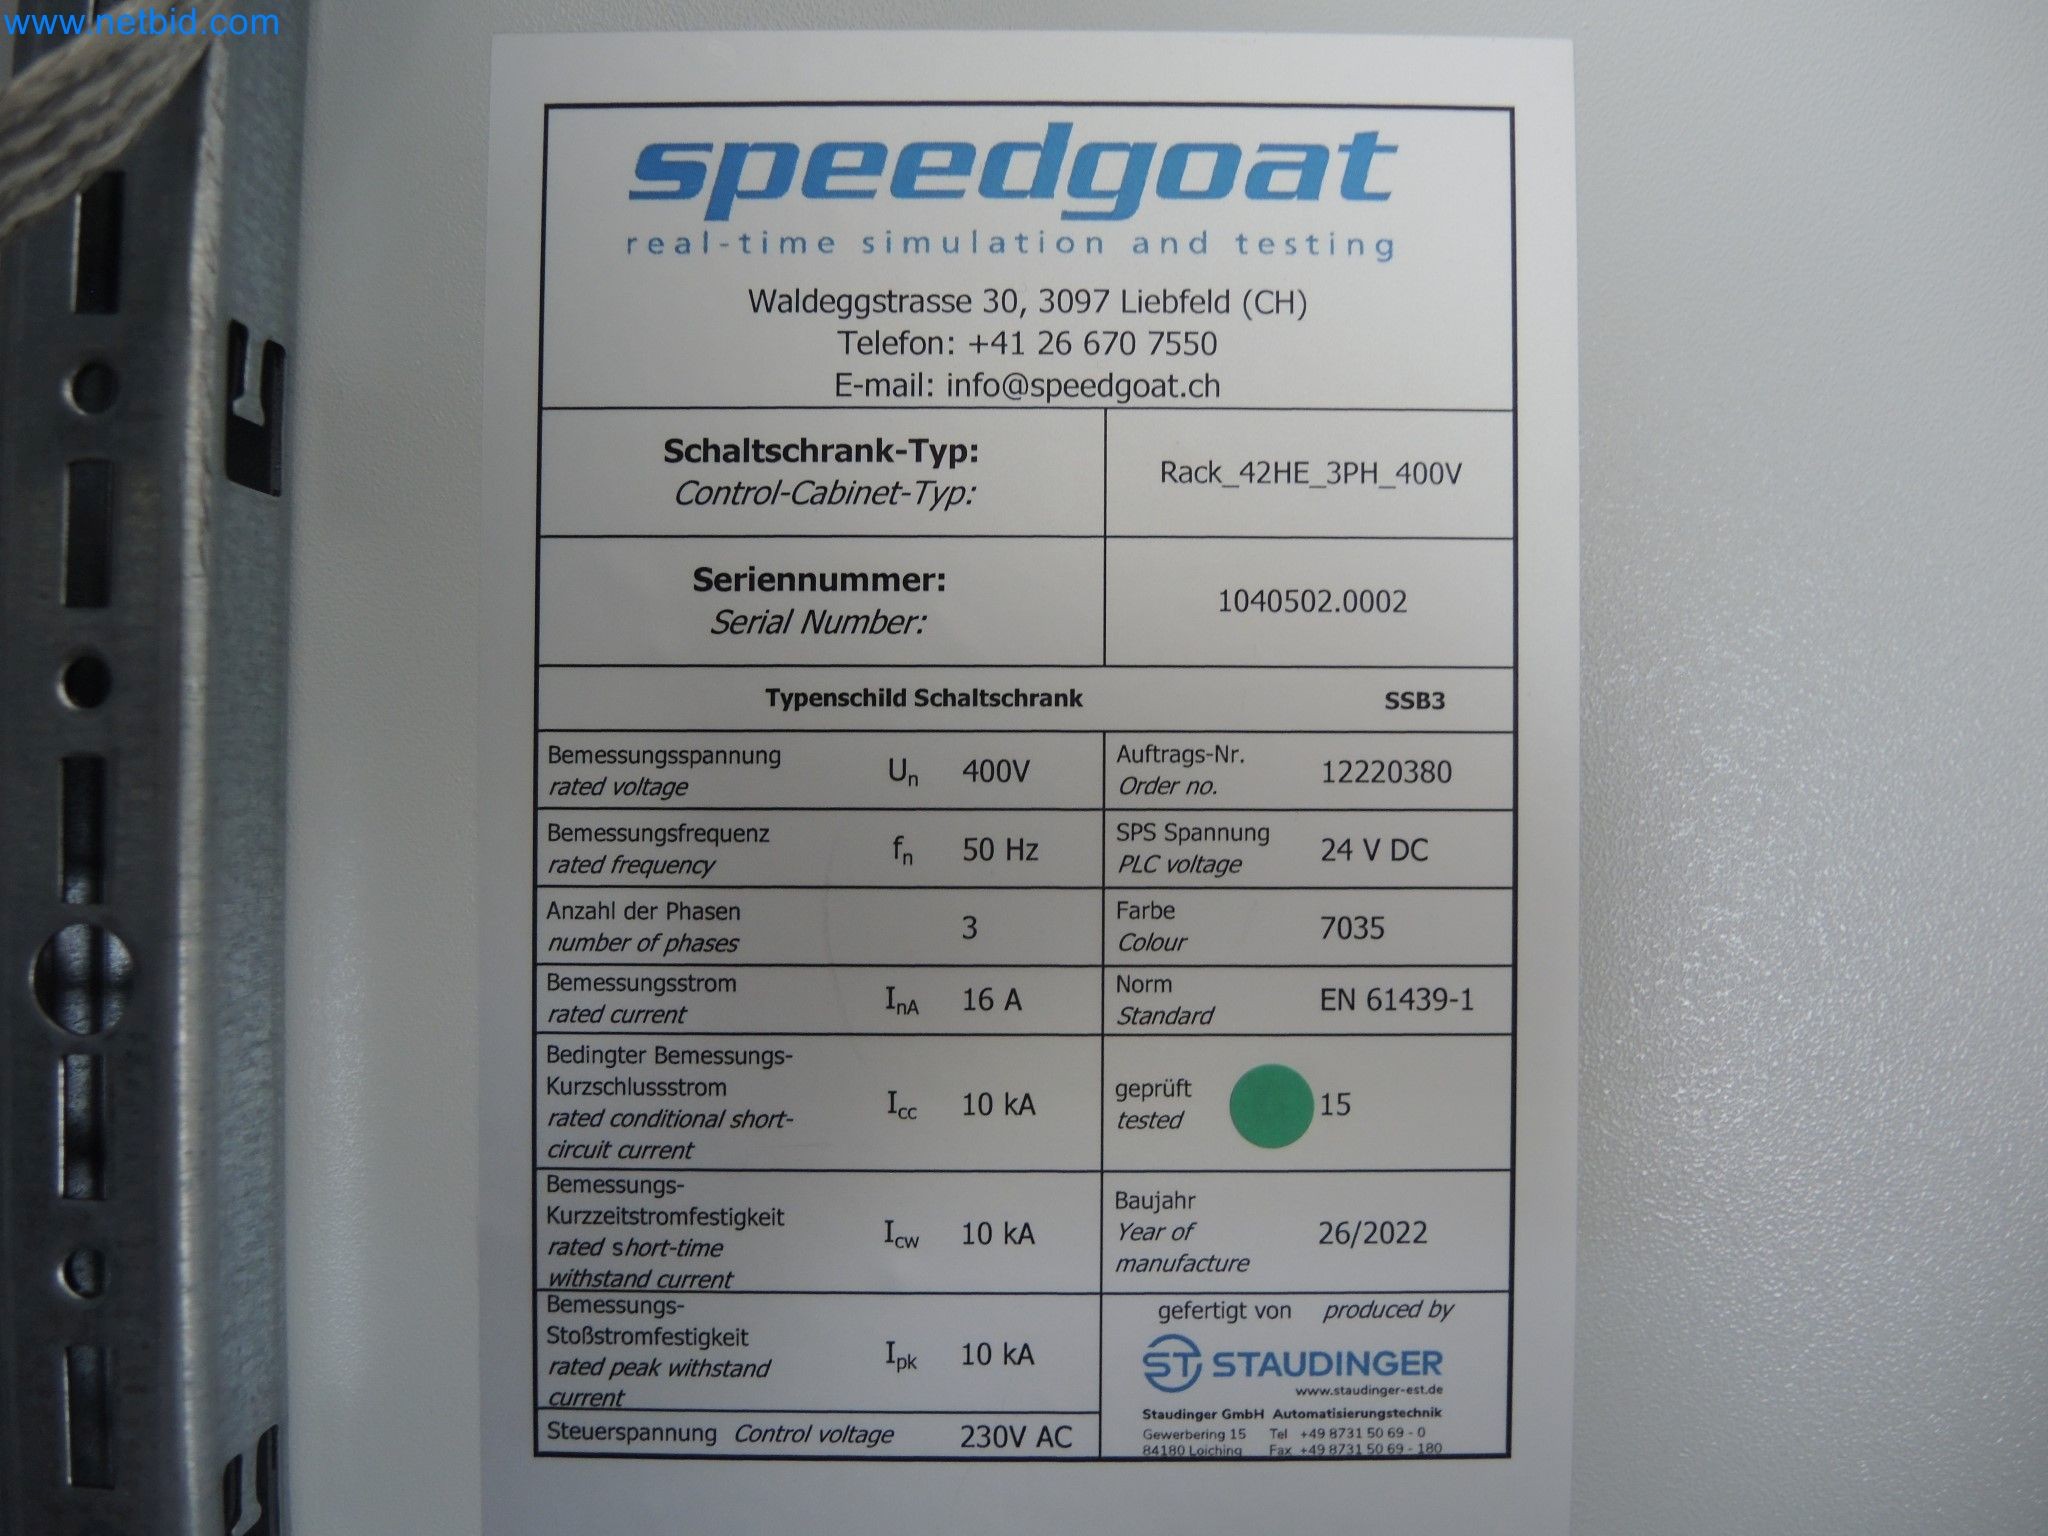 www.netbid.com
speedgoat
real-time simulation and testing
Waldeggstrasse 30, 3097 Liebfeld (CH)
Telefon: +41 26 670 7550
E-mail: info@speedgoat.ch
Schaltschrank-Typ:
Control-Cabinet-Typ:
Rack_42HE_3PH_400V
Seriennummer:
Serial Number:
1040502.0002
Typenschild Schaltschrank SSB3
Bemessungsspannung
rated voltage
Un 400V
Auftrags-Nr.
Order no.
12220380
Bemessungsfrequenz
rated frequency
fn 50 Hz
SPS Spannung
PLC voltage
24 V DC
Anzahl der Phasen
number of phases
3
Farbe
Colour
7035
Bemessungsstrom
rated current
InA 16 A
Norm
Standard
EN 61439-1
Bedingter Bemessungs-
Kurzschlussstrom
rated conditional short-
circuit current
Icc 10 kA
geprüft
tested
15
Bemessungs-
Kurzzeitstromfestigkeit
rated short-time
withstand current
Icw 10 kA
Baujahr
Year of
manufacture
26/2022
Bemessungs-
Stoßstromfestigkeit
rated peak withstand
current
Ipk 10 kA
Steuerspannung Control voltage 230V AC
gefertigt von produced by
ST STAUDINGER
www.staudinger-est.de
Staudinger GmbH Automatisierungstechnik
Gewerbering 15 Tel +49 8731 50 69 - 0
84180 Loiching Fax +49 8731 50 69 - 180